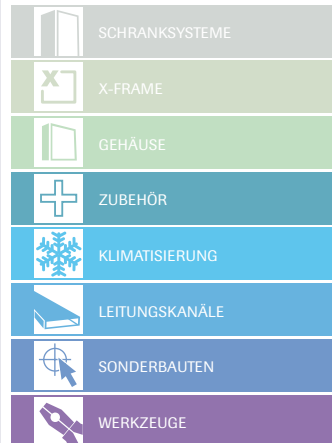 SCHRANKSYSTEME
X-FRAME
GEHÄUSE
ZUBEHÖR
KLIMATISIERUNG
LEITUNGSKANÄLE
SONDERBAUTEN
WERKZEUGE